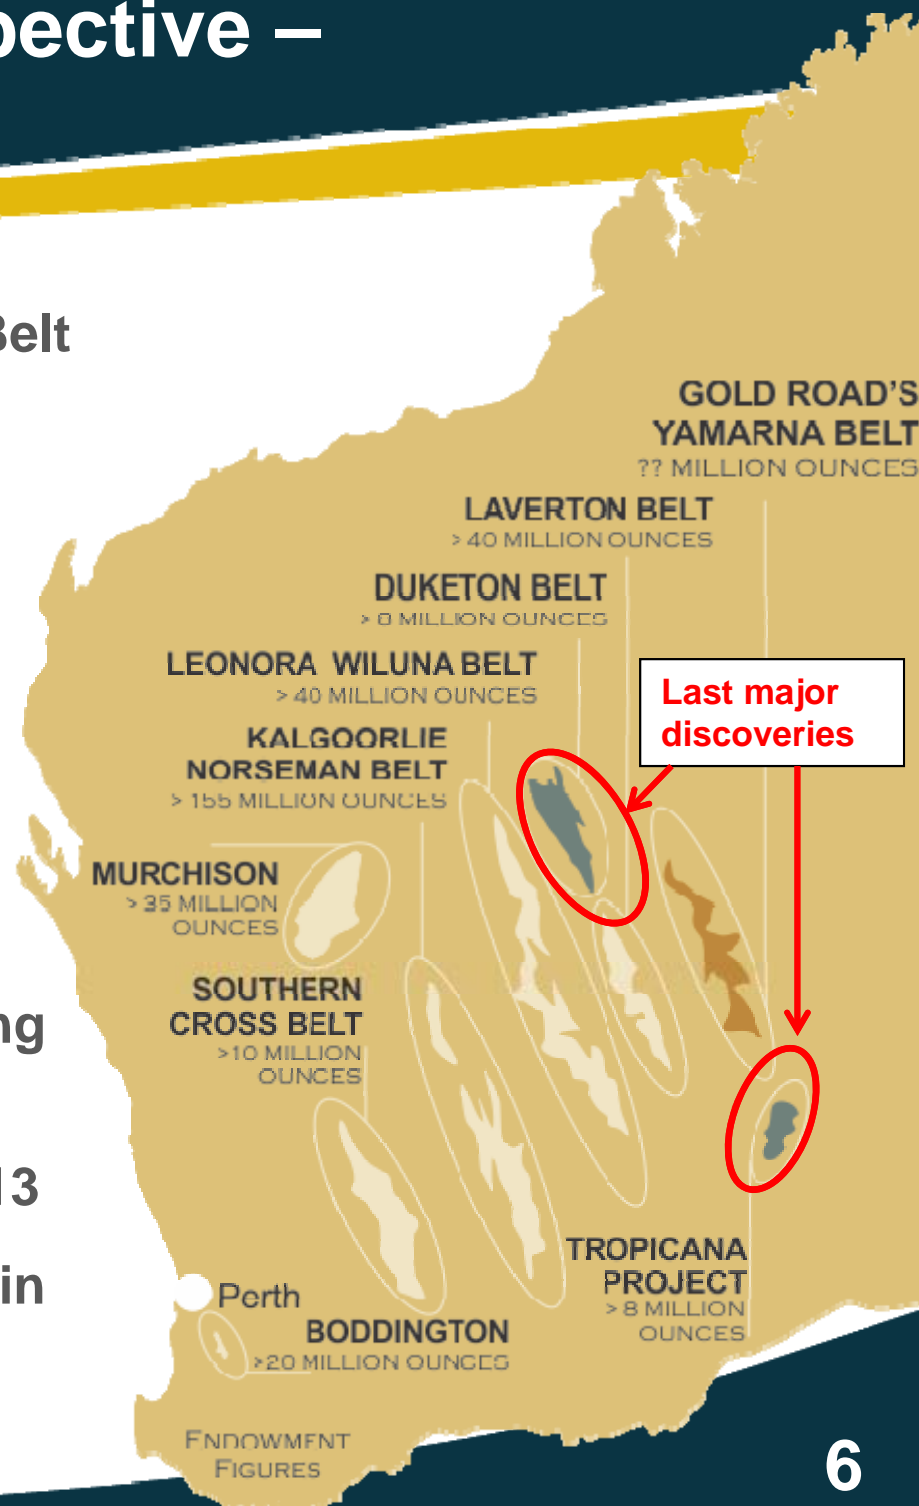 pective –
Belt
GOLD ROAD'S
YAMARNA BELT
?? MILLION OUNCES
LAVERTON BELT
> 40 MILLION OUNCES
DUKETON BELT
> MILLION OUNCES
LEONORA WILUNA BELT
> 40 MILLION OUNCES
Last major
discoveries
KALGOORLIE
NORSEMAN BELT
> 155 MILLION OUNCES
MURCHISON
> 35 MILLION
OUNCES
SOUTHERN
CROSS BELT
>10 MILLION
OUNCES
ng
13
in
TROPICANA
PROJECT
> 8 MILLION
OUNCES
Perth
BODDINGTON
>20 MILLION OUNCES
ENDOWMENT
FIGURES
6